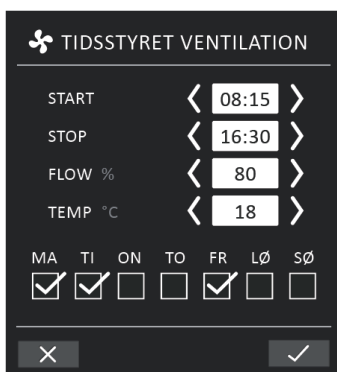 TIDSSTYRET VENTILATION
START 08:15
STOP 16:30
FLOW % 80
TEMP °C 18
MA TI ON TO FR LØ SØ